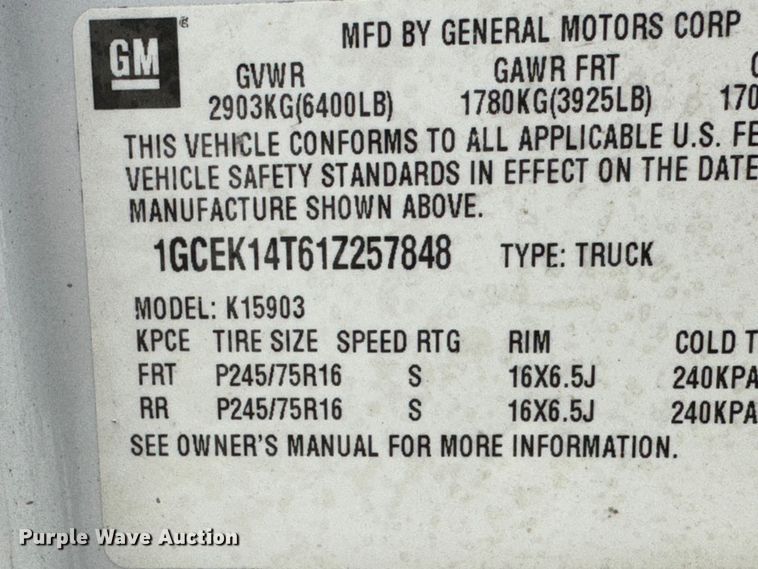 GM
MFD BY GENERAL MOTORS CORP
GVWR GAWR FRT
2903KG(6400LB) 1780KG(3925LB) 170
THIS VEHICLE CONFORMS TO ALL APPLICABLE U.S. FE
VEHICLE SAFETY STANDARDS IN EFFECT ON THE DATE
MANUFACTURE SHOWN ABOVE.
1GCEK14T61Z257848 TYPE: TRUCK
MODEL: K15903
KPCE TIRE SIZE SPEED RTG RIM COLD T
FRT P245/75R16 S 16X6.5J 240KPA
RR P245/75R16 S 16X6.5J 240KPA
SEE OWNER'S MANUAL FOR MORE INFORMATION.
Purple Wave Auction